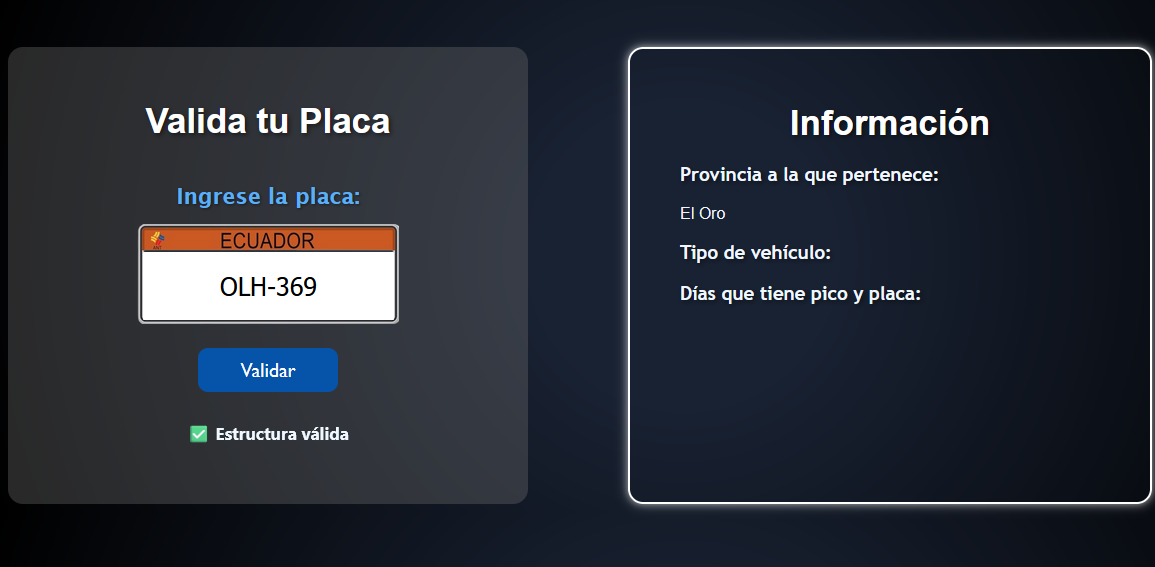 Valida tu Placa
Ingrese la placa:
ECUADOR
OLH-369
Validar
Estructura válida
Información
Provincia a la que pertenece:
El Oro
Tipo de vehículo:
Días que tiene pico y placa: